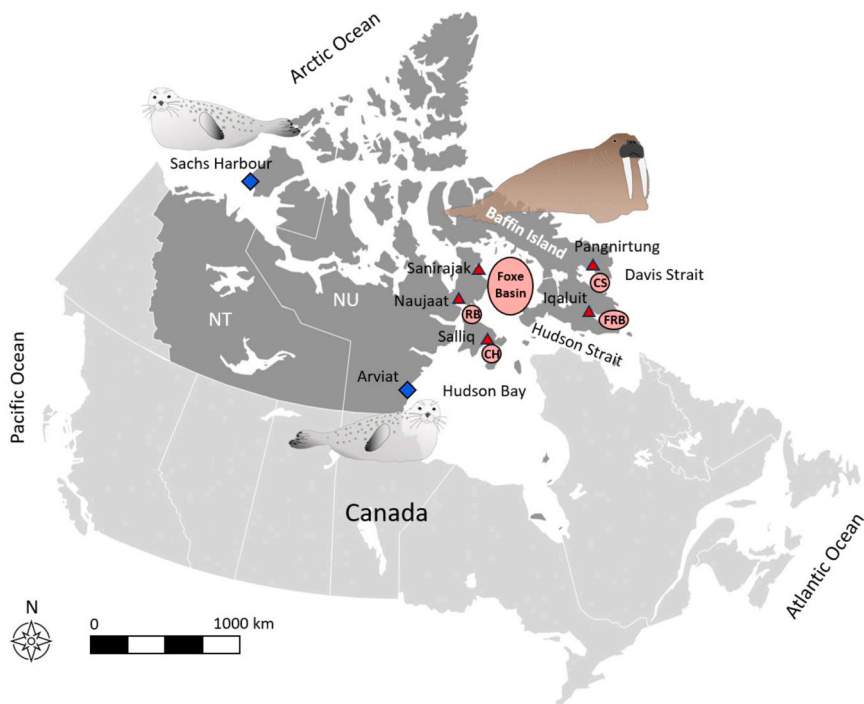 Arctic Ocean
Sachs Harbour
Baffin Island
Pangnirtung
Sanirajak
Foxe
Basin
CS
Davis Strait
NU
Naujaat
Iqaluit
NT
RB
FRB
Salliq
Hudson Strait
CH
Arviat
Hudson Bay
Pacific Ocean
Canada
Atlantic Ocean
N
0
1000 km